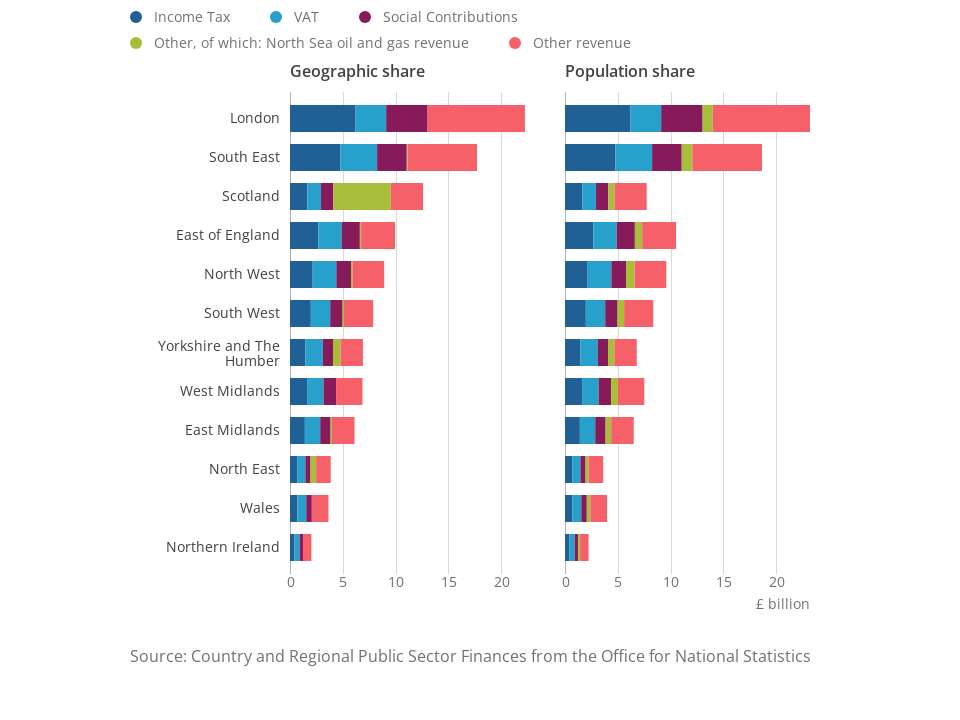 Income Tax VAT Social Contributions
Other, of which: North Sea oil and gas revenue Other revenue
Geographic share Population share
London
South East
Scotland
East of England
North West
South West
Yorkshire and The
Humber
West Midlands
East Midlands
North East
Wales
Northern Ireland
0 5 10 15 20 0 5 10 15 20
£ billion
Source: Country and Regional Public Sector Finances from the Office for National Statistics